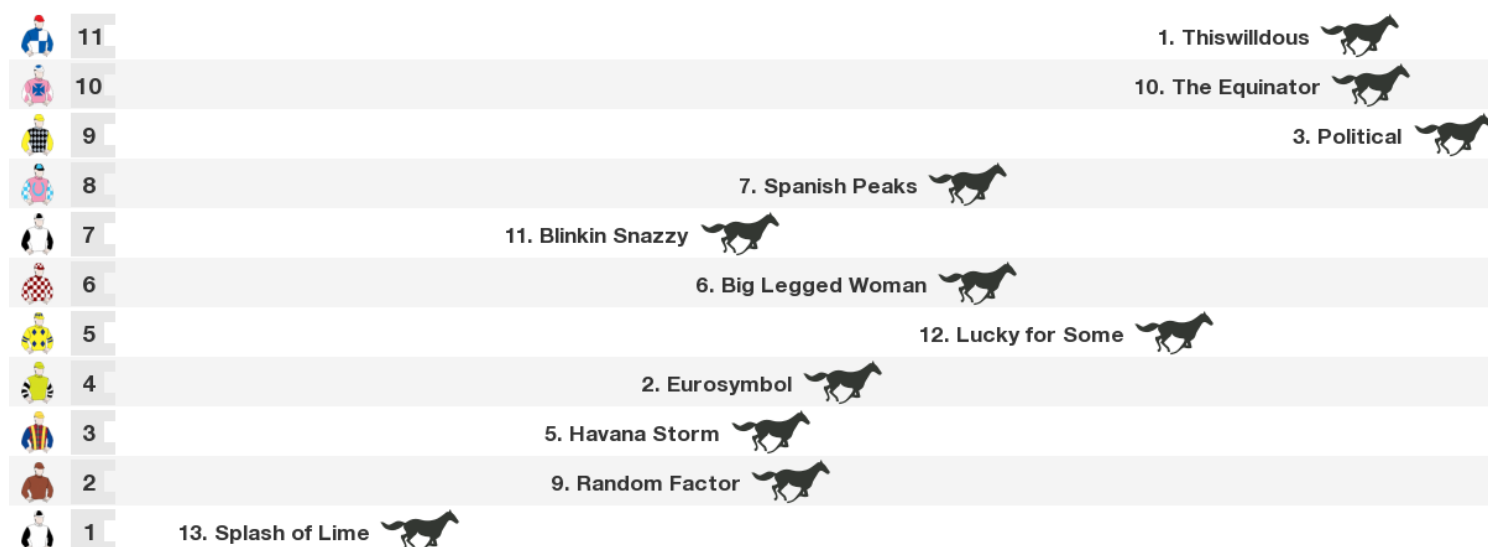 11 1. Thiswilldous
10 10. The Equinator
9 3. Political
8 7. Spanish Peaks
7 11. Blinkin Snazzy
6 6. Big Legged Woman
5 12. Lucky for Some
4 2. Eurosymbol
3 5. Havana Storm
2 9. Random Factor
1 13. Splash of Lime